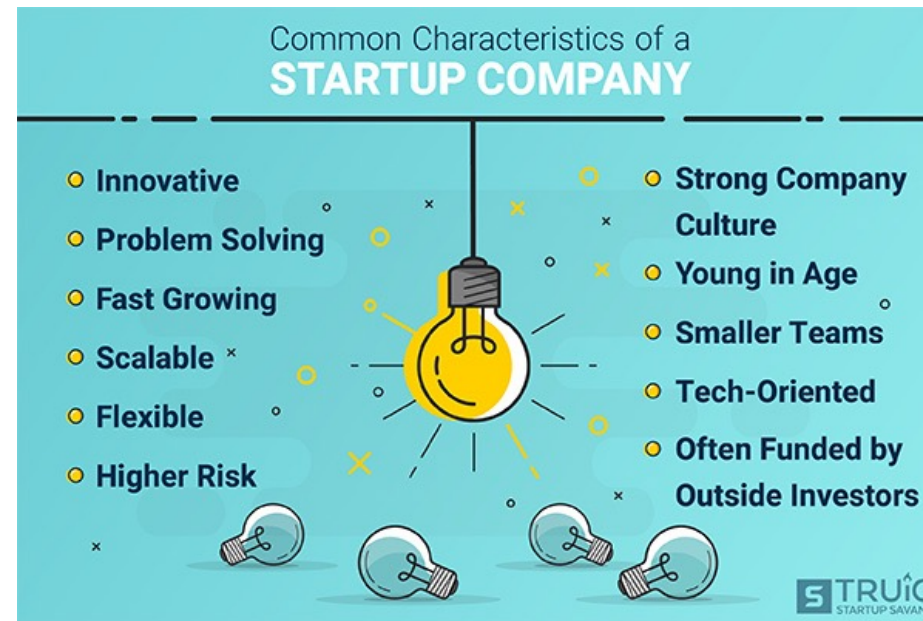 Common Characteristics of a
STARTUP COMPANY
Innovative
Problem Solving
Fast Growing
Scalable
Flexible
Higher Risk
Strong Company
Culture
Young in Age
Smaller Teams
Tech-Oriented
Often Funded by
Outside Investors
STARTUP